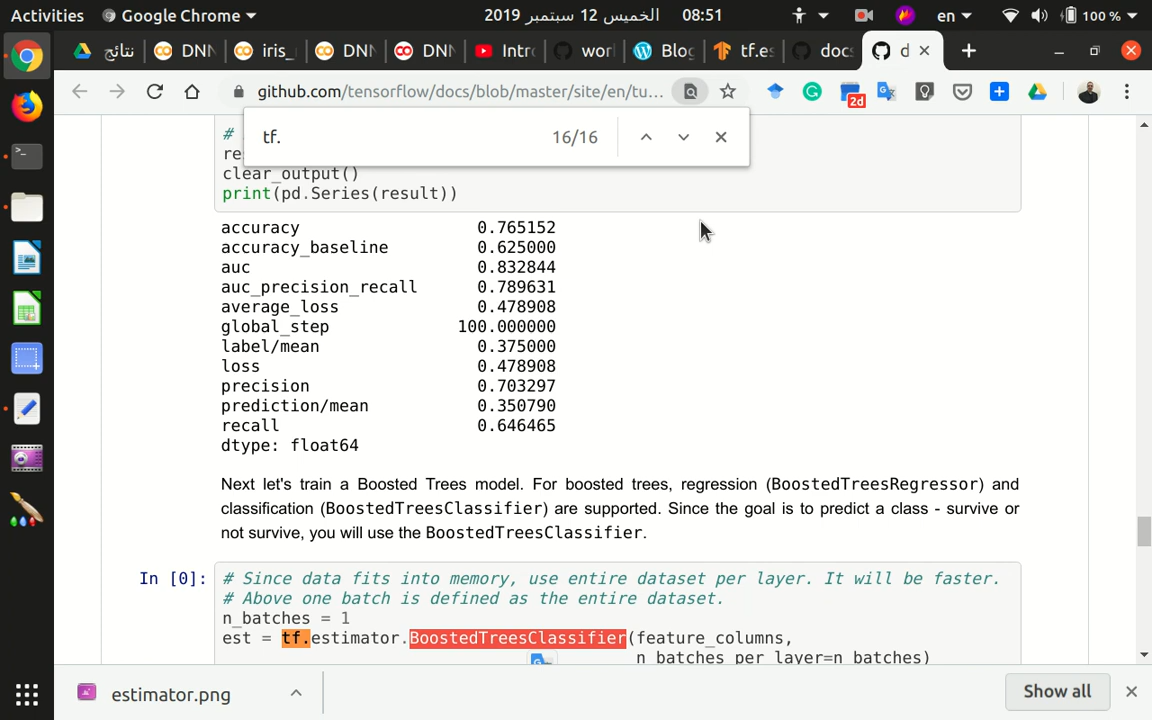 Activities
Google Chrome
الخميس 12 سبتمبر 2019
08:51
en
100 %
نتائج
DNN
iris_
DNN
DNN
Intro
wor
Blog
tf.es
docs
d
github.com/tensorflow/docs/blob/master/site/en/tu...
2d
tf.
16/16
#
re
clear_output()
print(pd.Series(result))
accuracy 0.765152
accuracy_baseline 0.625000
auc 0.832844
auc_precision_recall 0.789631
average_loss 0.478908
global_step 100.000000
label/mean 0.375000
loss 0.478908
precision 0.703297
prediction/mean 0.350790
recall 0.646465
dtype: float64
Next let's train a Boosted Trees model. For boosted trees, regression (BoostedTreesRegressor) and
classification (BoostedTreesClassifier) are supported. Since the goal is to predict a class - survive or
not survive, you will use the BoostedTreesClassifier.
In [0]:
# Since data fits into memory, use entire dataset per layer. It will be faster.
# Above one batch is defined as the entire dataset.
n_batches = 1
est = tf.estimator.BoostedTreesClassifier(feature_columns,
n_batches_per_layer=n_batches)
estimator.png
Show all